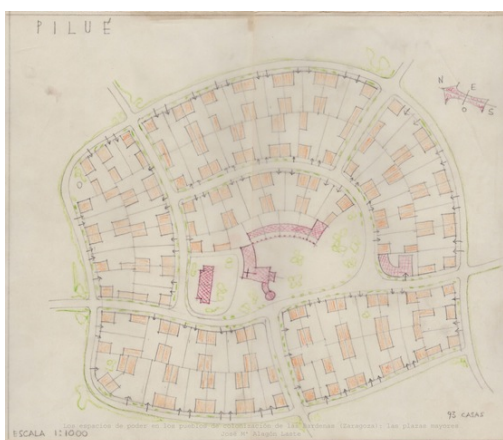 PILUÉ
N
E
O
S
95 CASAS
Los espacios de poder en los pueblos de colonización de las Bardenas (Zaragoza): las plazas mayores
José Mª Alagón Laste
ESCALA 1:1000